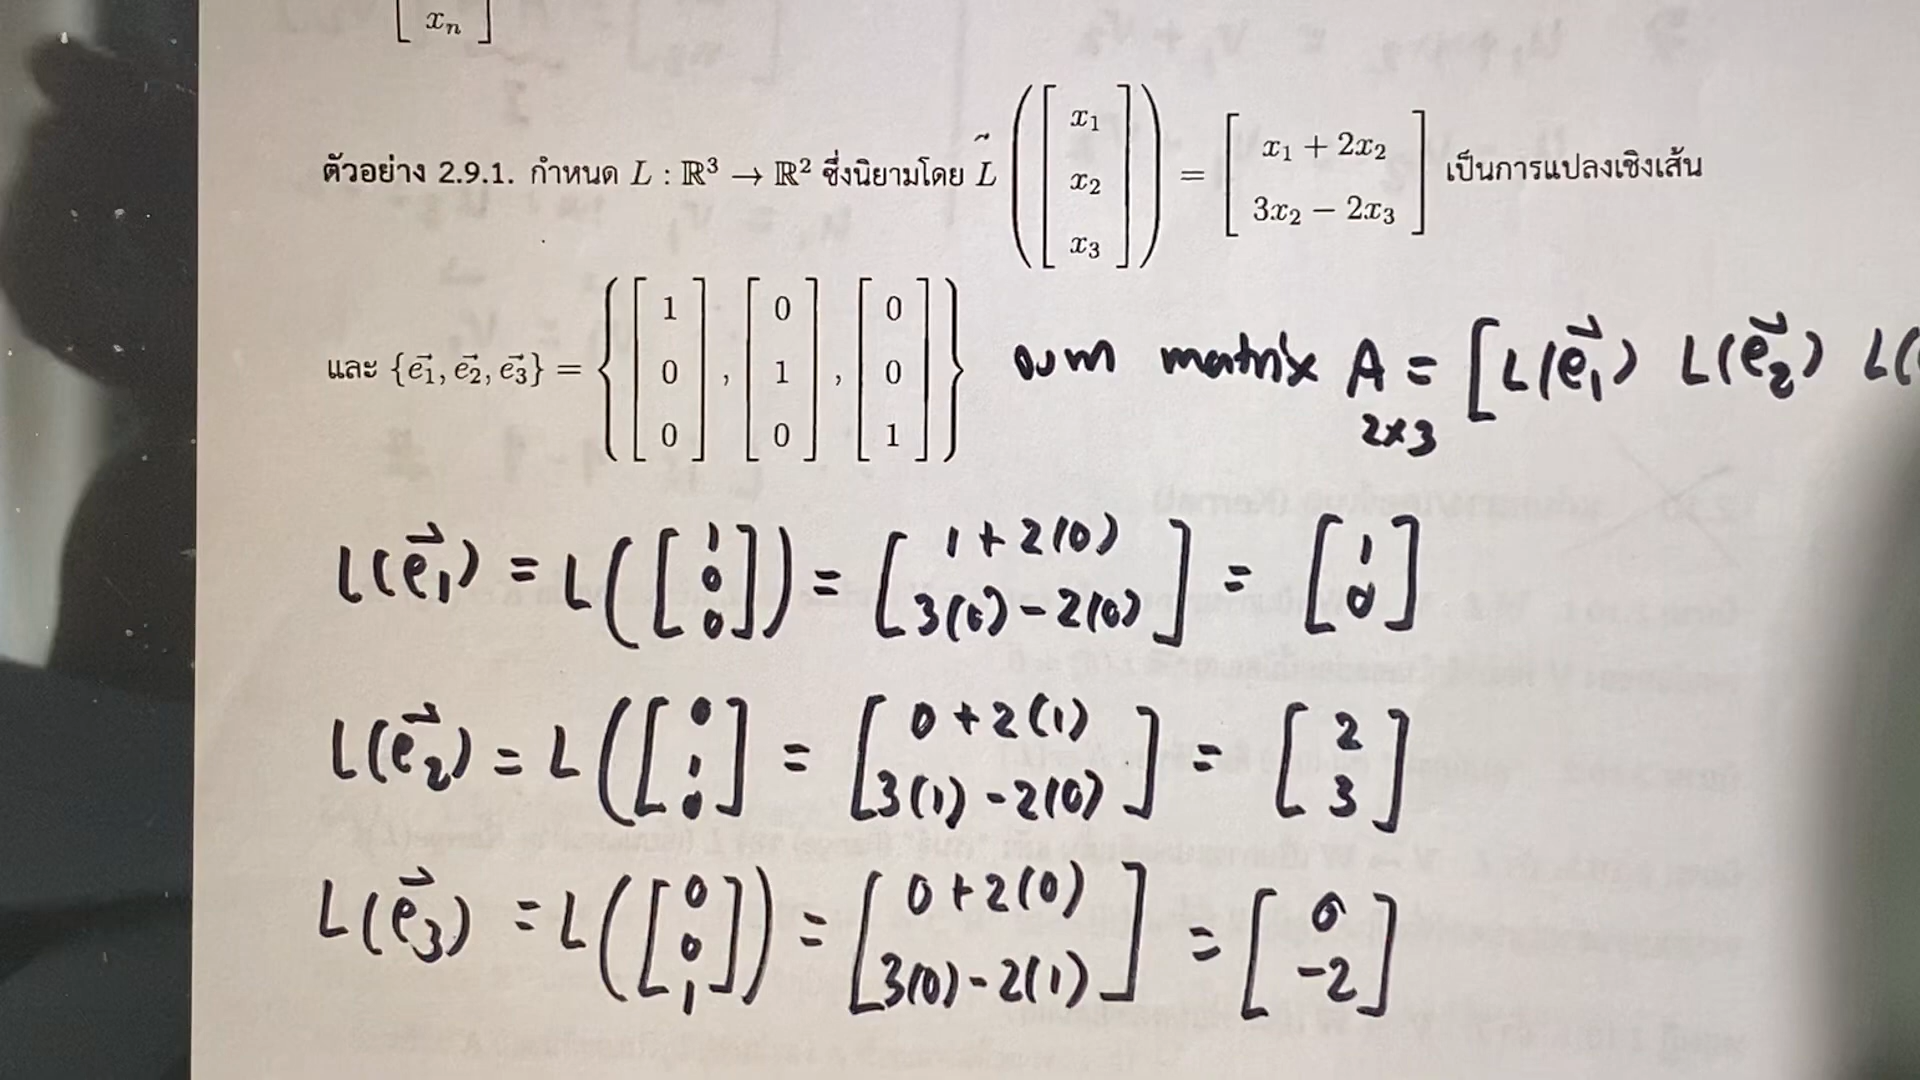 [ xₙ ]
ตัวอย่าง 2.9.1. กำหนด L : ℝ³ → ℝ² ซึ่งนิยามโดย L̃ ( [ x₁ x₂ x₃ ] ) = [ x₁ + 2x₂ 3x₂ − 2x₃ ] เป็นการแปลงเชิงเส้น
และ {e⃗₁, e⃗₂, e⃗₃} = { [ 1 0 0 ] , [ 0 1 0 ] , [ 0 0 1 ] } matrix A = [ L(e⃗₁) L(e⃗₂) L(
2×3
L(e⃗₁) = L( [ 1 0 0 ] ) = [ 1 + 2(0) 3(0) − 2(0) ] = [ 1 0 ]
L(e⃗₂) = L( [ 0 1 0 ] = [ 0 + 2(1) 3(1) − 2(0) ] = [ 2 3 ]
L(e⃗₃) = L( [ 0 0 1 ] ) = [ 0 + 2(0) 3(0) − 2(1) ] = [ 0 −2 ]